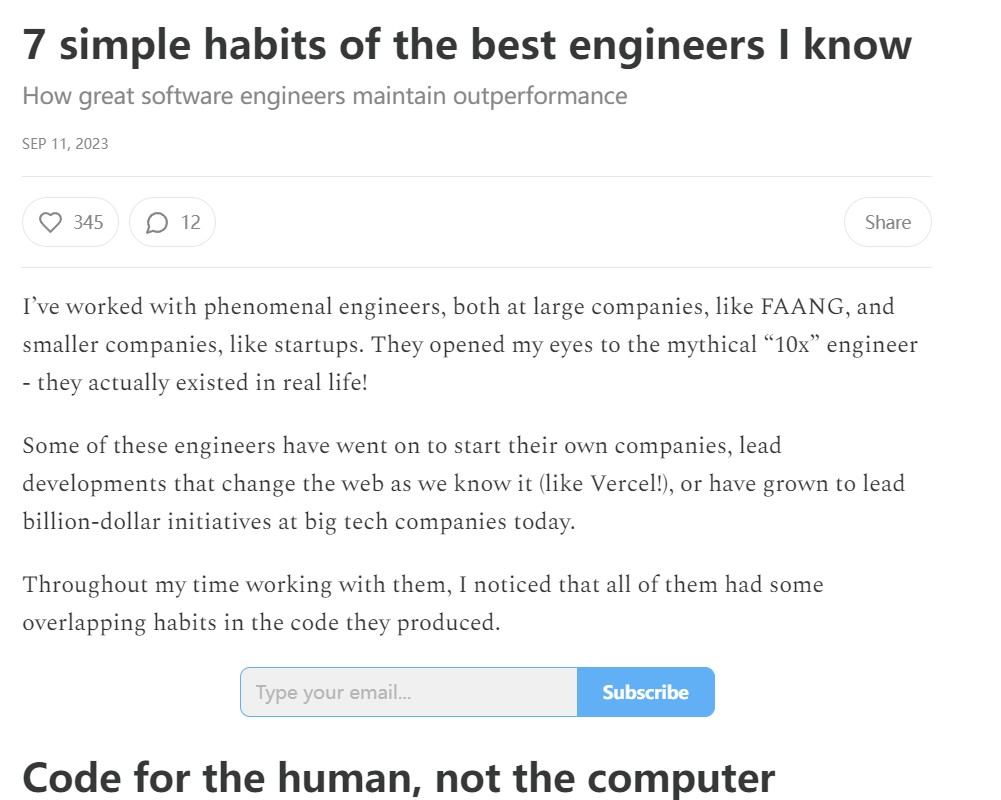 7 simple habits of the best engineers I know
How great software engineers maintain outperformance
SEP 11, 2023
345
12
Share
I’ve worked with phenomenal engineers, both at large companies, like FAANG, and
smaller companies, like startups. They opened my eyes to the mythical “10x” engineer
- they actually existed in real life!
Some of these engineers have went on to start their own companies, lead
developments that change the web as we know it (like Vercel!), or have grown to lead
billion-dollar initiatives at big tech companies today.
Throughout my time working with them, I noticed that all of them had some
overlapping habits in the code they produced.
Type your email...
Subscribe
Code for the human, not the computer